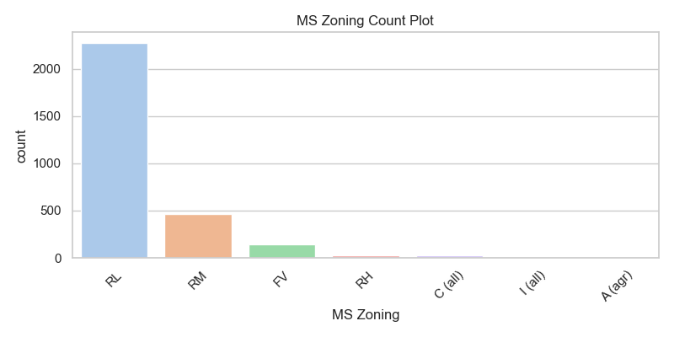 MS Zoning Count Plot
2000
1500
1000
500
0
count
RL
RM
FV
RH
C (all)
I (all)
A (agr)
MS Zoning